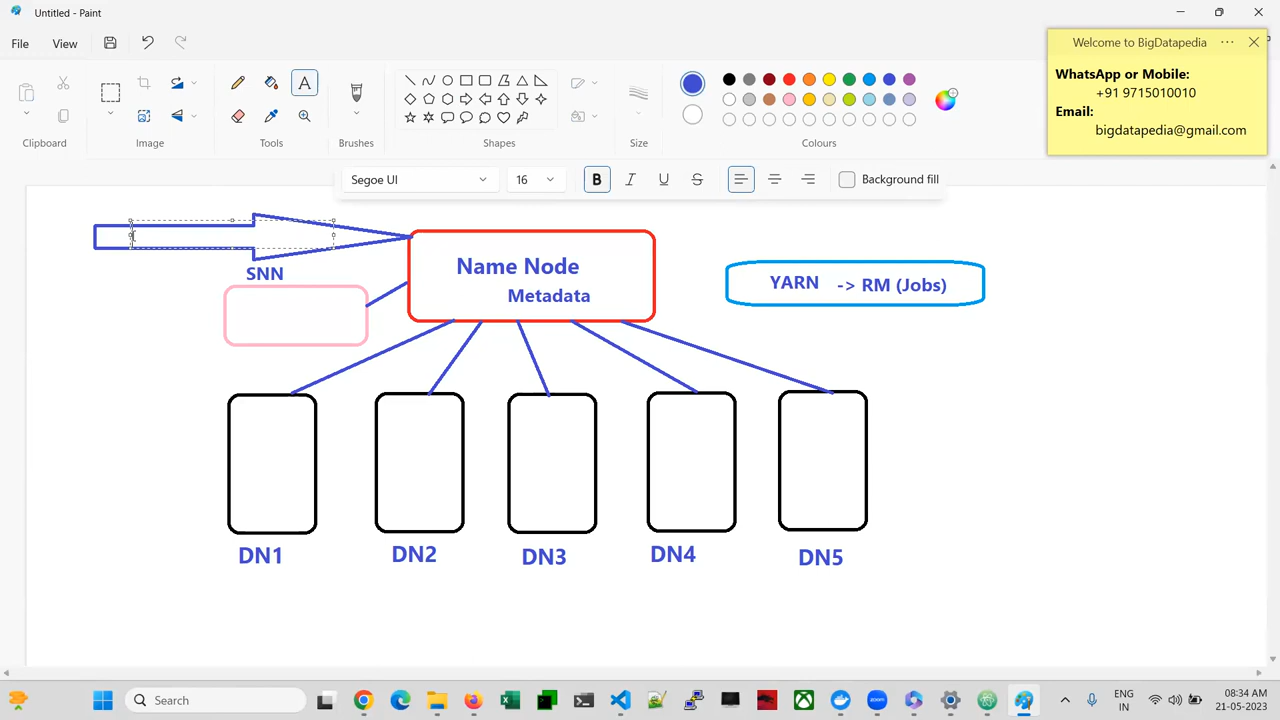 Untitled - Paint
File
View
Welcome to BigDatapedia
WhatsApp or Mobile:
+91 9715010010
Email:
bigdatapedia@gmail.com
A
Clipboard
Image
Tools
Brushes
Shapes
Size
Colours
Segoe UI
16
B
I
U
S
Background fill
SNN
Name Node
Metadata
YARN -> RM (Jobs)
DN1
DN2
DN3
DN4
DN5
Search
ENG
IN
08:34 AM
21-05-2023